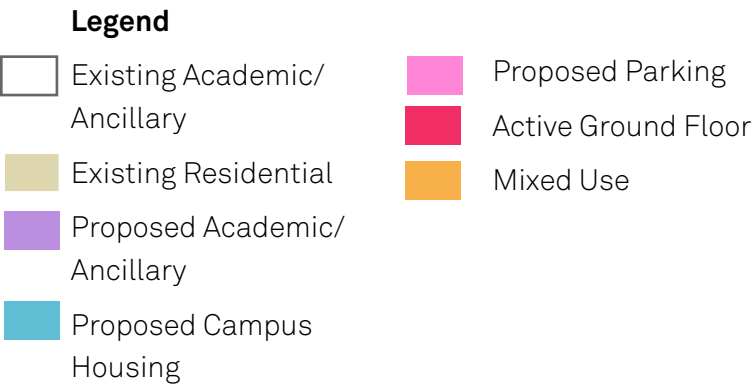 Legend
Existing Academic/
Ancillary
Existing Residential
Proposed Academic/
Ancillary
Proposed Campus
Housing
Proposed Parking
Active Ground Floor
Mixed Use